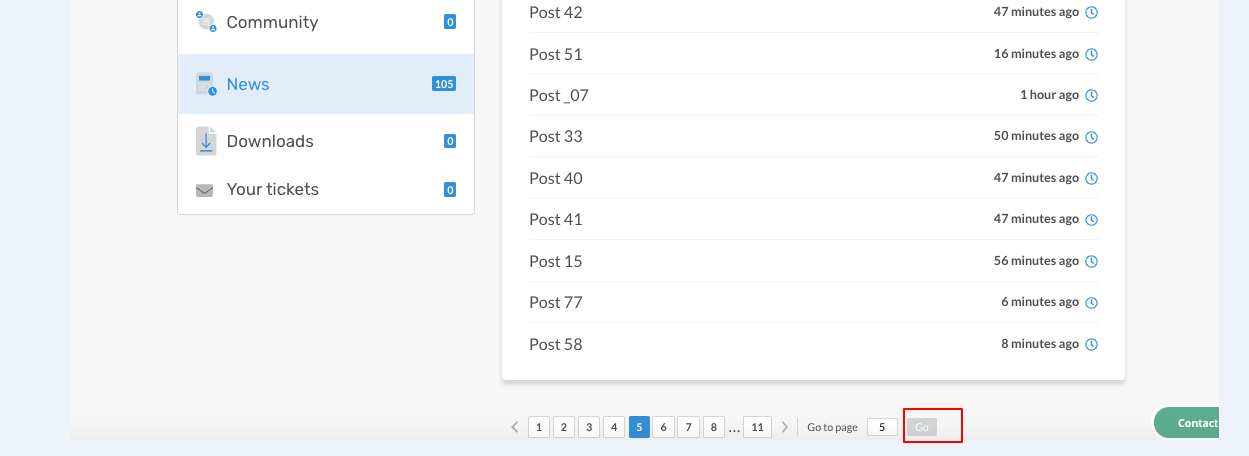 Community 0
News 105
Downloads 0
Your tickets 0
Post 42 47 minutes ago
Post 51 16 minutes ago
Post _07 1 hour ago
Post 33 50 minutes ago
Post 40 47 minutes ago
Post 41 47 minutes ago
Post 15 56 minutes ago
Post 77 6 minutes ago
Post 58 8 minutes ago
1 2 3 4 5 6 7 8 ... 11 Go to page 5 Go
Contact